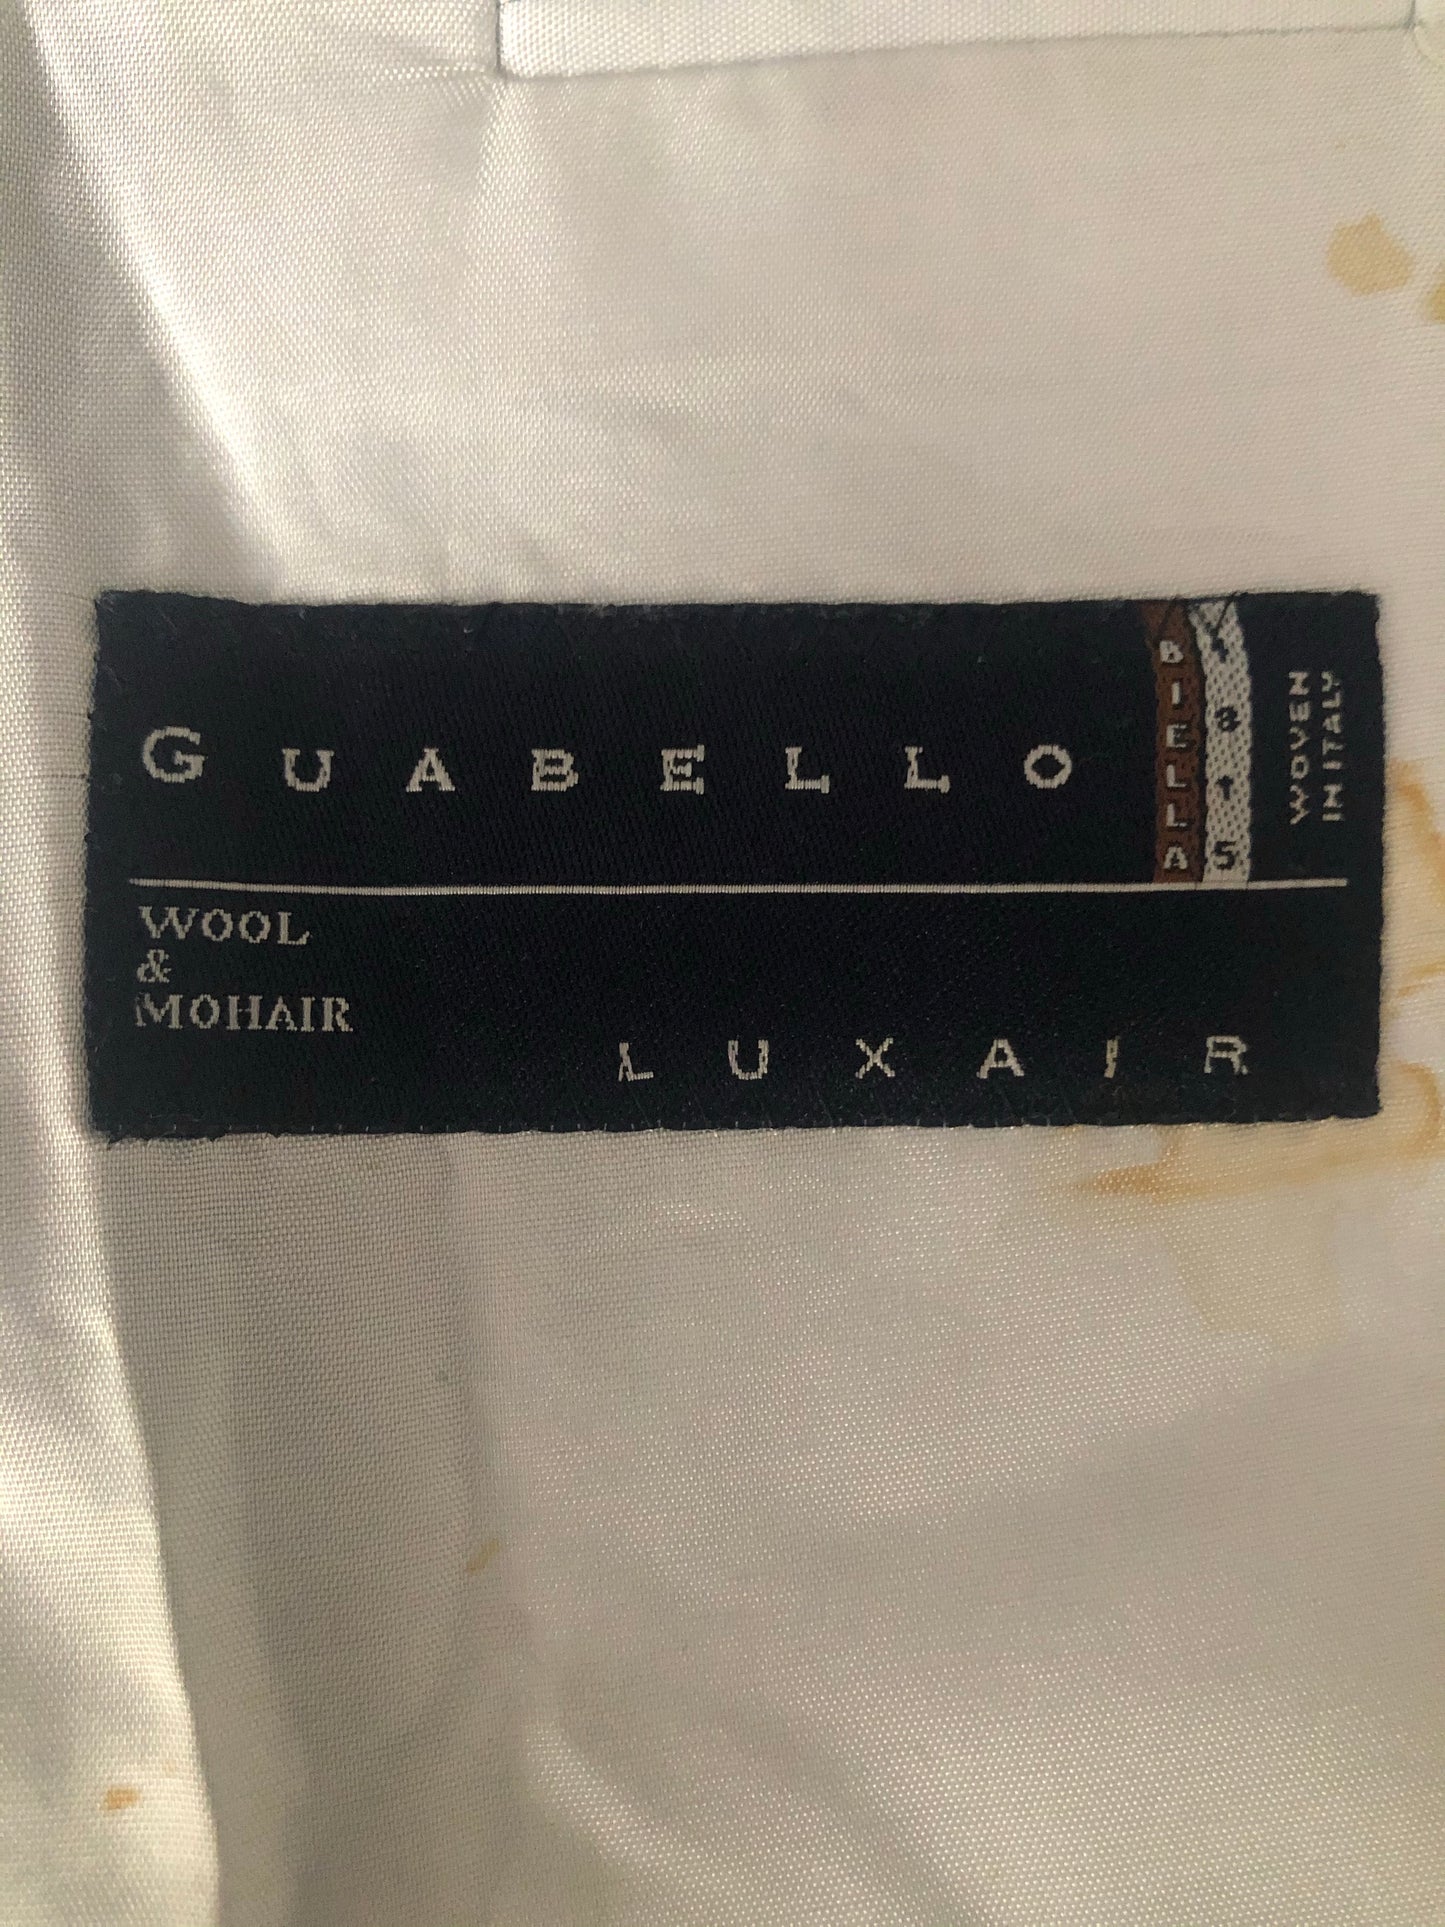 GUABELLO
BIELLA
1815
WOVEN
IN ITALY
WOOL
&
MOHAIR
LUXAIR